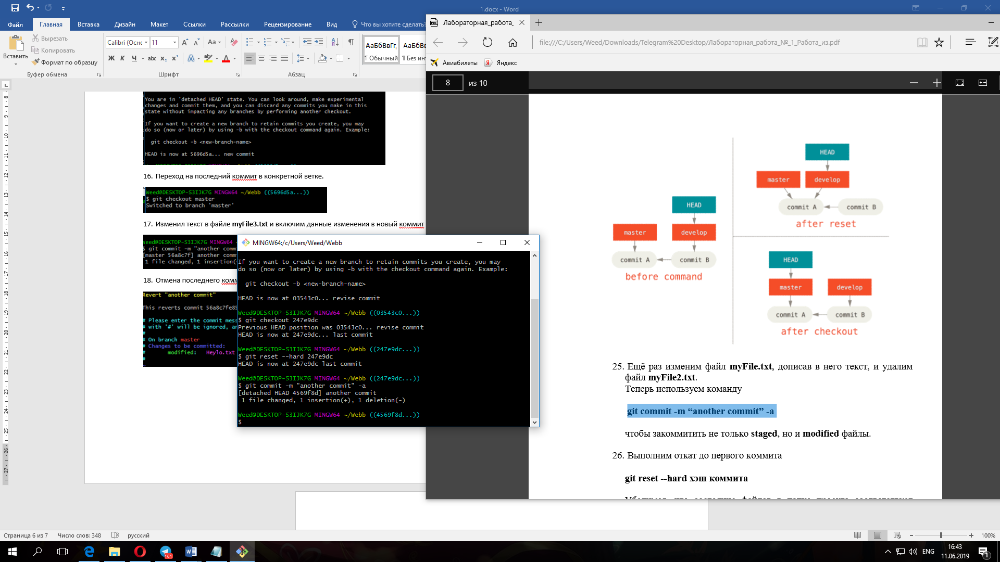 1.docx - Word
Файл
Главная
Вставка
Дизайн
Макет
Ссылки
Рассылки
Рецензирование
Вид
Что вы хотите сделать?
Вставить
Вырезать
Копировать
Формат по образцу
Буфер обмена
Calibri (Осно
11
Шрифт
Абзац
АаБбВвГг,
¶ Обычный
АаБбВвГ
¶ Без инт
You are in 'detached HEAD' state. You can look around, make experimental
changes and commit them, and you can discard any commits you make in this
state without impacting any branches by performing another checkout.
If you want to create a new branch to retain commits you create, you may
do so (now or later) by using -b with the checkout command again. Example:
git checkout -b <new-branch-name>
HEAD is now at 5696d5a... new commit
16. Переход на последний коммит в конкретной ветке.
Weed@DESKTOP-S3IJK7G MINGW64 ~/Webb ((5696d5a...))
$ git checkout master
Switched to branch 'master'
17. Изменил текст в файле myFile3.txt и включим данные изменения в новый коммит
Weed@DESKTOP-S3IJK7G MINGW64 ~
$ git commit -m "another comm
[master 56a8c7f] another comm
1 file changed, 1 insertion(
18. Отмена последнего комм
Revert "another commit"
This reverts commit 56a8c7fe85
# Please enter the commit mess
# with '#' will be ignored, an
#
# On branch master
# Changes to be committed:
# modified: Heylo.txt
#
MINGW64:/c/Users/Weed/Webb
If you want to create a new branch to retain commits you create, you may
do so (now or later) by using -b with the checkout command again. Example:
git checkout -b <new-branch-name>
HEAD is now at 03543c0... revise commit
Weed@DESKTOP-S3IJK7G MINGW64 ~/Webb ((03543c0...))
$ git checkout 247e9dc
Previous HEAD position was 03543c0... revise commit
HEAD is now at 247e9dc... last commit
Weed@DESKTOP-S3IJK7G MINGW64 ~/Webb ((247e9dc...))
$ git reset --hard 247e9dc
HEAD is now at 247e9dc last commit
Weed@DESKTOP-S3IJK7G MINGW64 ~/Webb ((247e9dc...))
$ git commit -m "another commit" -a
[detached HEAD 4569f8d] another commit
1 file changed, 1 insertion(+), 1 deletion(-)
Weed@DESKTOP-S3IJK7G MINGW64 ~/Webb ((4569f8d...))
$
Лабораторная_работа_
file:///C:/Users/Weed/Downloads/Telegram%20Desktop/Лабораторная_работа_№_1_Работа_из.pdf
Авиабилеты
Яндекс
8 из 10
HEAD
master
develop
commit A
commit B
before command
HEAD
master
develop
commit A
commit B
after reset
HEAD
master
develop
commit A
commit B
after checkout
25. Ещё раз изменим файл myFile.txt, дописав в него текст, и удалим
файл myFile2.txt.
Теперь используем команду
git commit -m “another commit” -a
чтобы закоммитить не только staged, но и modified файлы.
26. Выполним откат до первого коммита
git reset --hard хэш коммита
Страница 6 из 7
Число слов: 348
русский
100%
161
ENG
16:43
11.06.2019
1